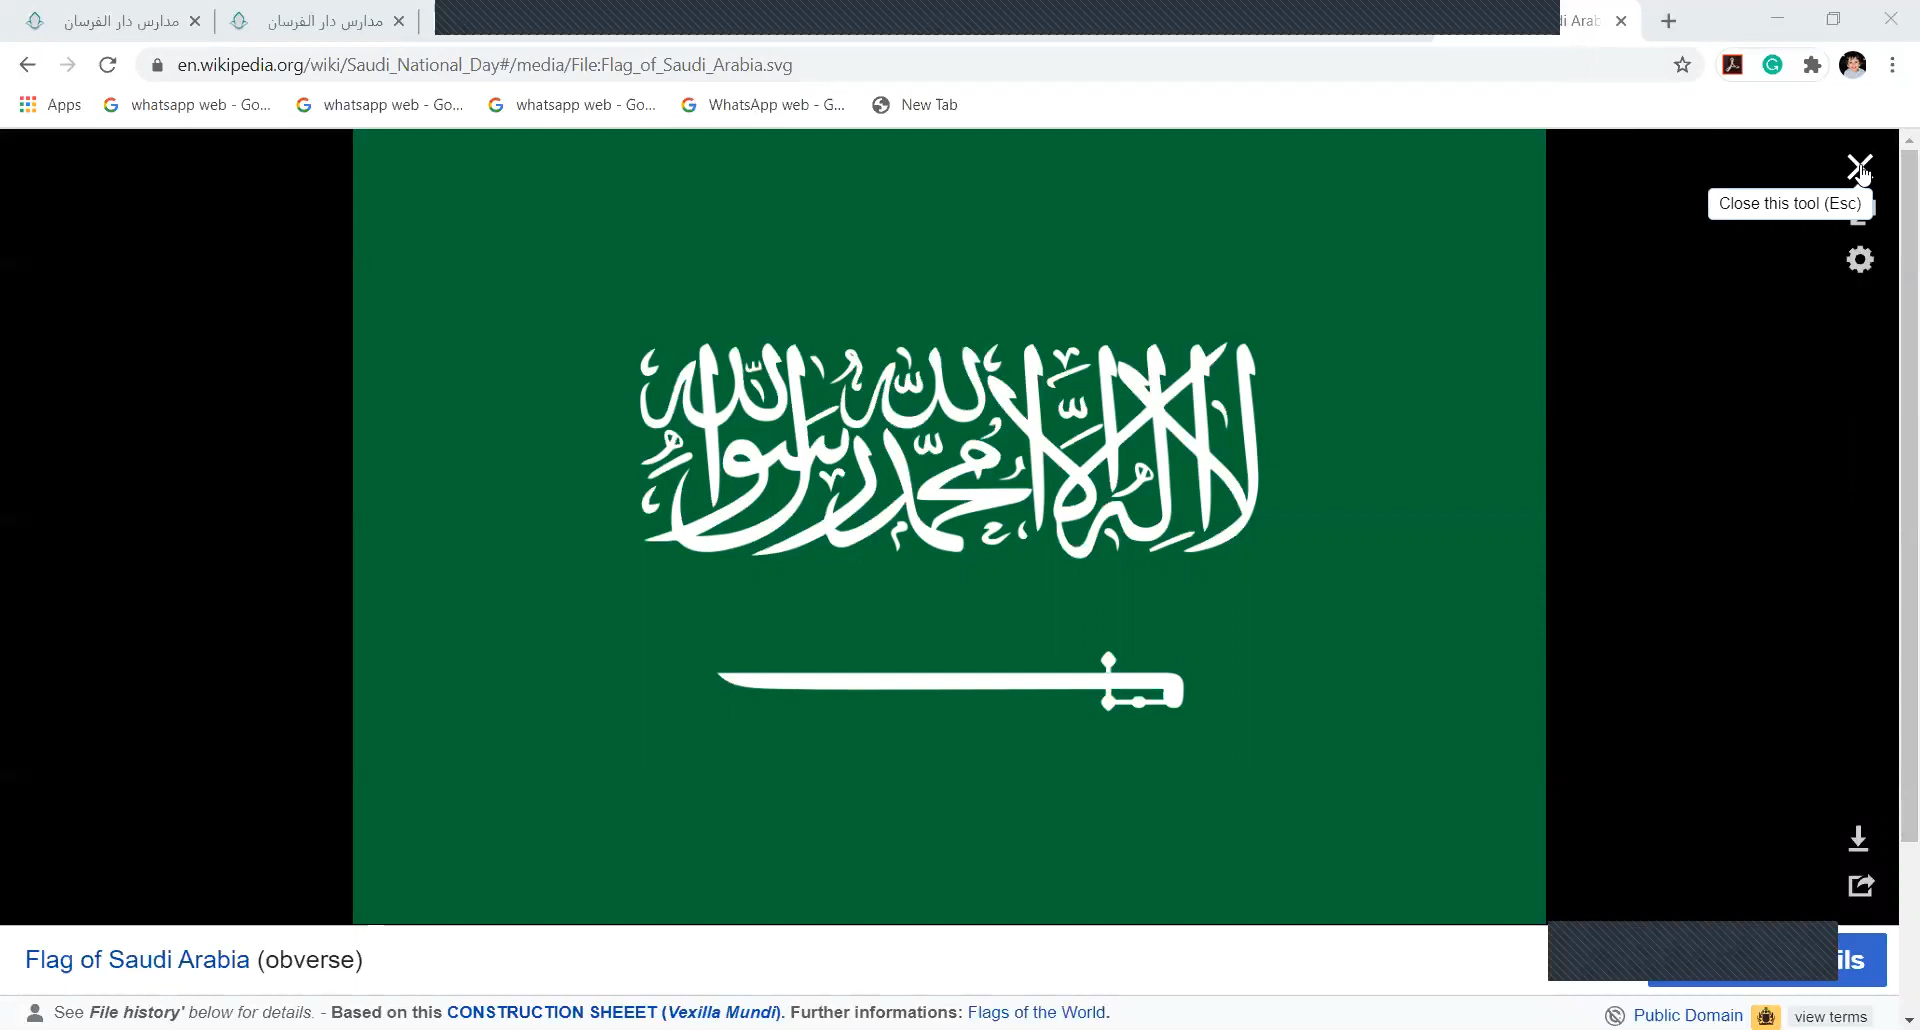 مدارس دار الفرسان
مدارس دار الفرسان
di Arab
en.wikipedia.org/wiki/Saudi_National_Day#/media/File:Flag_of_Saudi_Arabia.svg
Apps
whatsapp web - Go...
whatsapp web - Go...
whatsapp web - Go...
WhatsApp web - G...
New Tab
Close this tool (Esc)
لا إله إلا الله محمد رسول الله
Flag of Saudi Arabia (obverse)
ils
See File history' below for details. - Based on this CONSTRUCTION SHEEET (Vexilla Mundi). Further informations: Flags of the World.
Public Domain
view terms